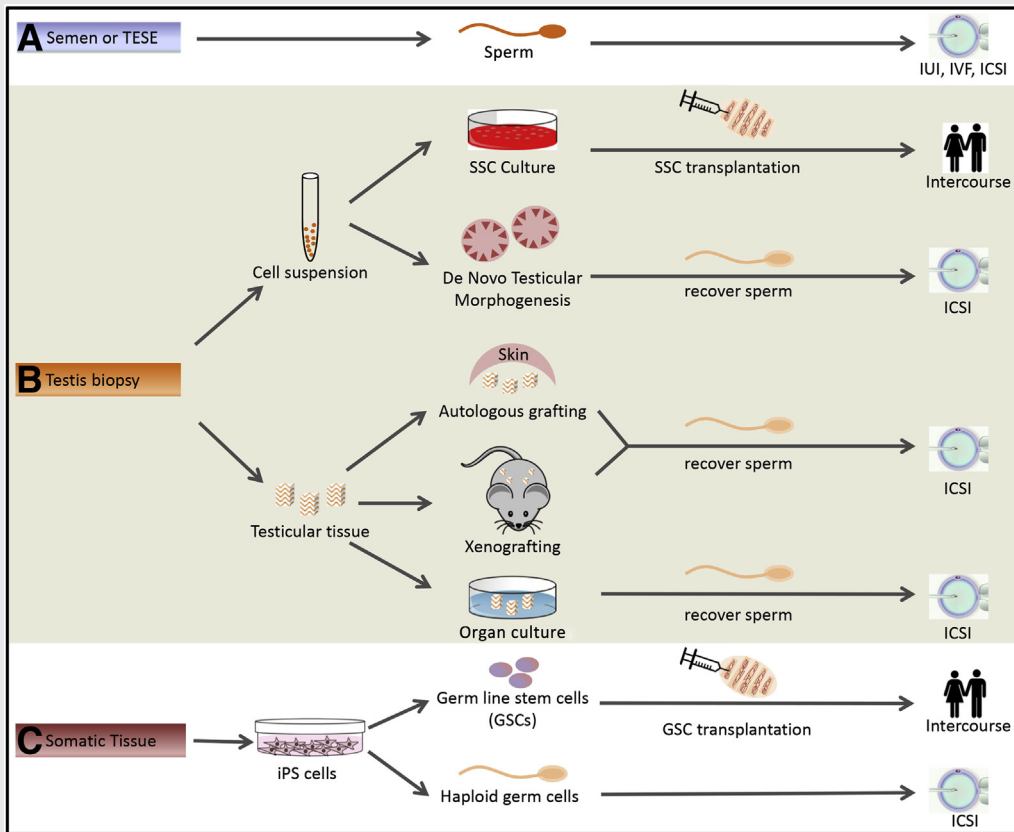 A Semen or TESE
Sperm
IUI, IVF, ICSI
SSC Culture
SSC transplantation
Intercourse
Cell suspension
De Novo Testicular
Morphogenesis
recover sperm
ICSI
B Testis biopsy
Skin
Autologous grafting
recover sperm
ICSI
Testicular tissue
Xenografting
Organ culture
recover sperm
ICSI
C Somatic Tissue
iPS cells
Germ line stem cells
(GSCs)
GSC transplantation
Intercourse
Haploid germ cells
ICSI